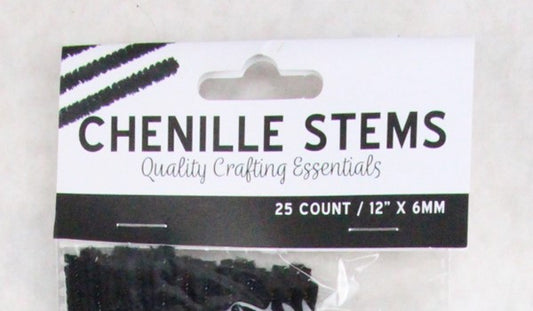 CHENILLE STEMS
Quality Crafting Essentials
25 COUNT / 12" X 6MM